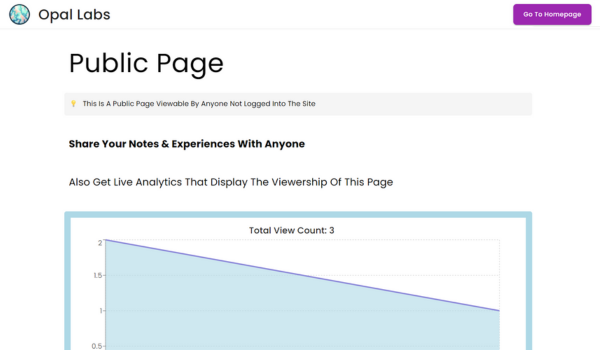 Opal Labs
Go To Homepage
Public Page
This Is A Public Page Viewable By Anyone Not Logged Into The Site
Share Your Notes & Experiences With Anyone
Also Get Live Analytics That Display The Viewership Of This Page
Total View Count: 3
2
1.5
1
0.5